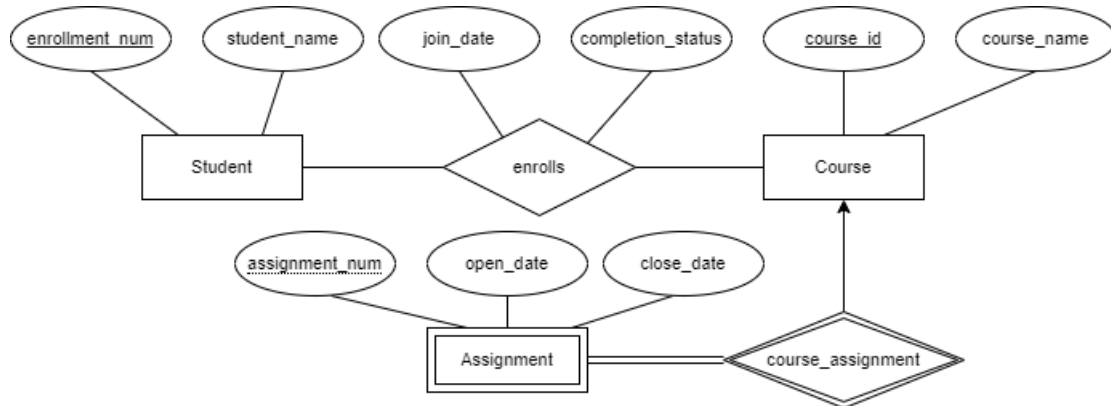 enrollment_num
student_name
join_date
completion_status
course_id
course_name
Student
enrolls
Course
assignment_num
open_date
close_date
Assignment
course_assignment